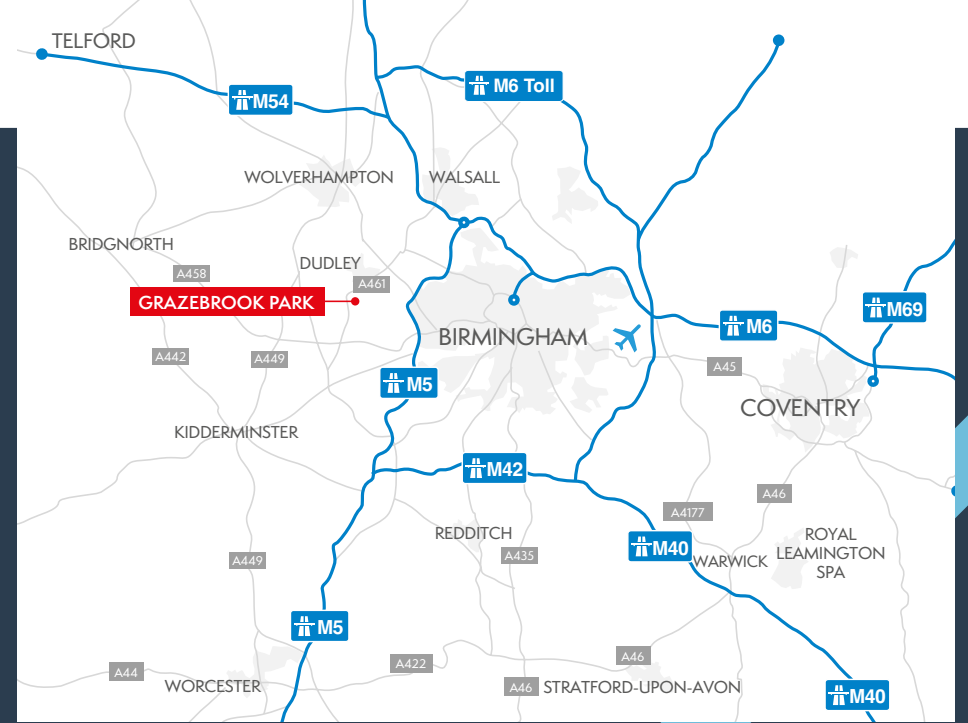 TELFORD
M6 Toll
M54
WOLVERHAMPTON
WALSALL
BRIDGNORTH
DUDLEY
A458
A461
GRAZEBROOK PARK
M69
M6
BIRMINGHAM
A442
A449
A45
M5
COVENTRY
KIDDERMINSTER
M42
A46
A4177
REDDITCH
ROYAL
LEAMINGTON
SPA
M40
A435
A449
WARWICK
M5
A46
A422
A44
WORCESTER
A46
STRATFORD-UPON-AVON
M40